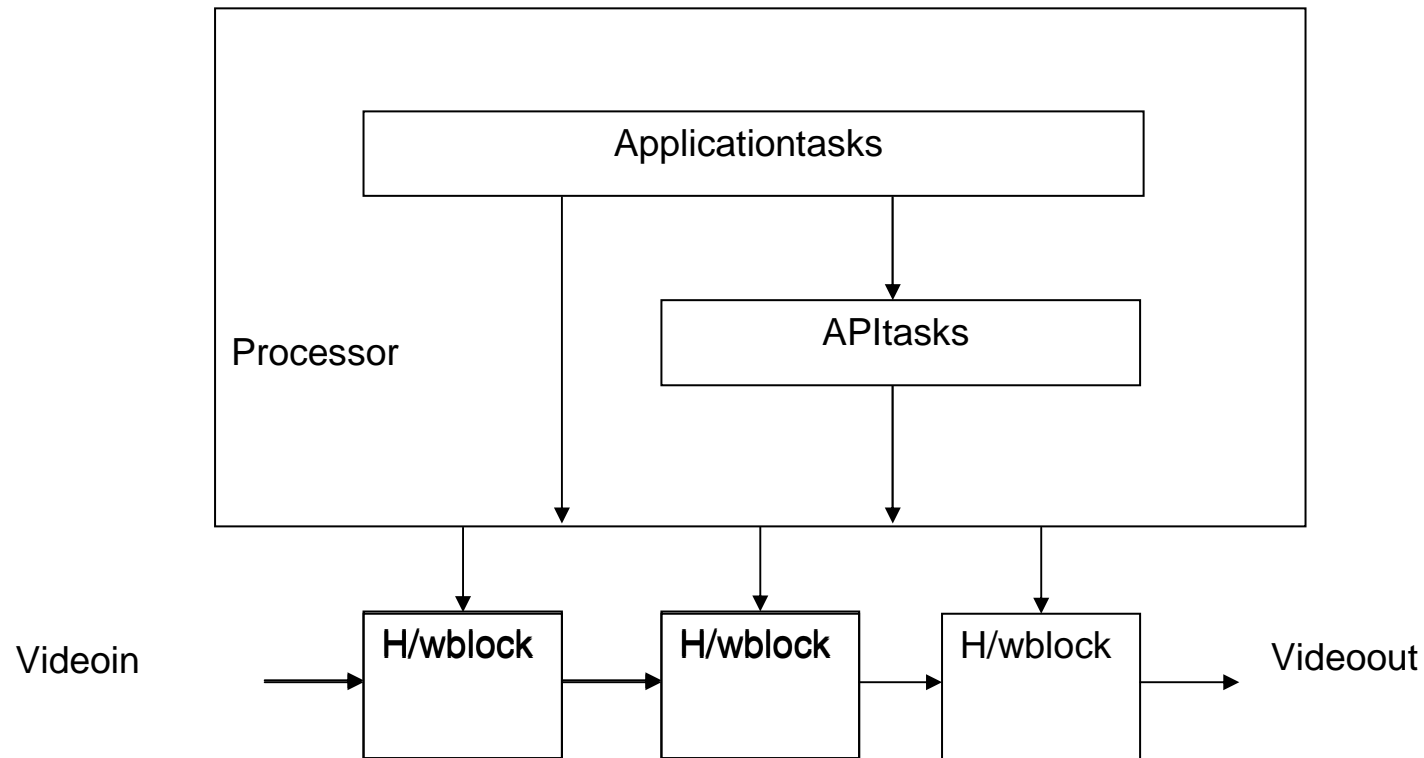 Applicationtasks
APItasks
Processor
H/wblock
H/wblock
H/wblock
Videoin
Videoout